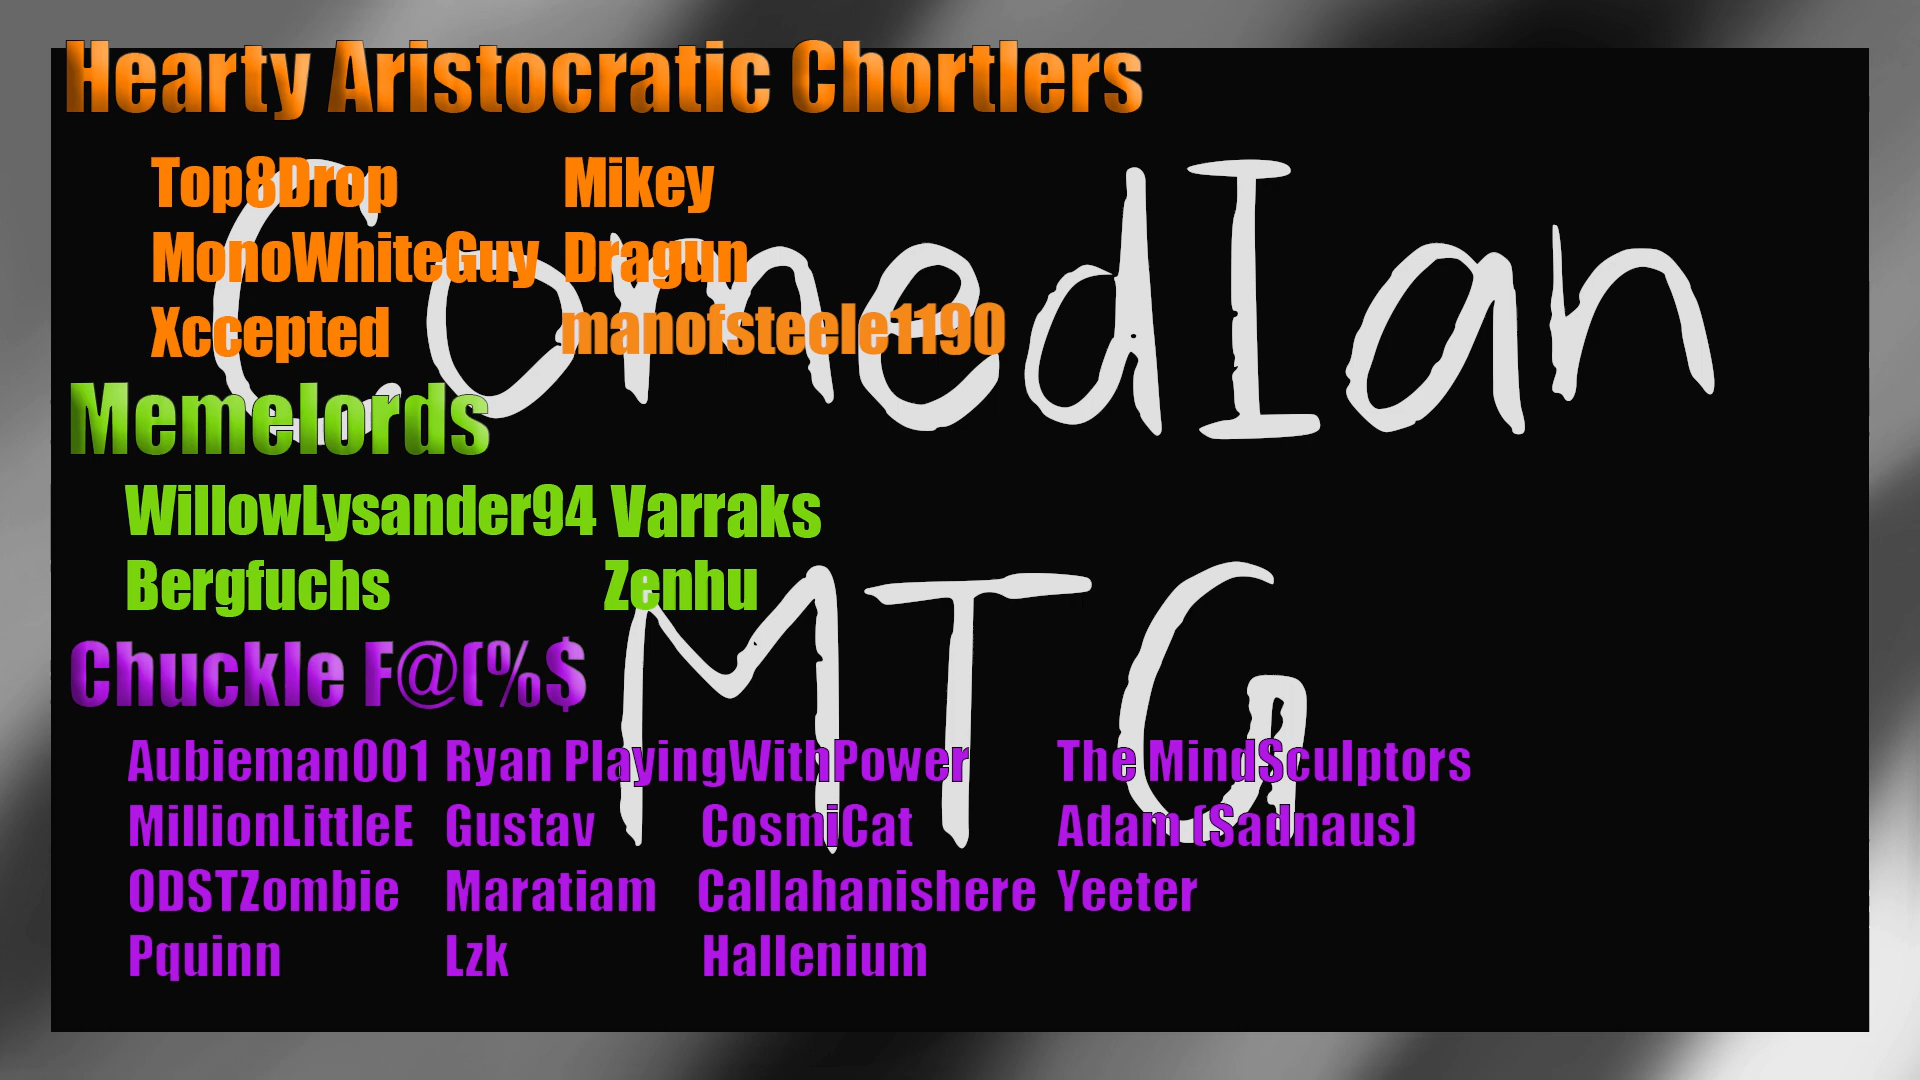 Hearty Aristocratic Chortlers
Top8Drop Mikey
MonoWhiteGuy Dragun
Xccepted manofsteele1190
ComedIan
Memelords
WillowLysander94 Varraks
Bergfuchs Zenhu
MTG
Chuckle F@(%$
Aubieman001 Ryan PlayingWithPower The MindSculptors
MillionLittleE Gustav CosmiCat Adam (Sadnaus)
ODSTZombie Maratiam Callahanishere Yeeter
Pquinn Lzk Hallenium